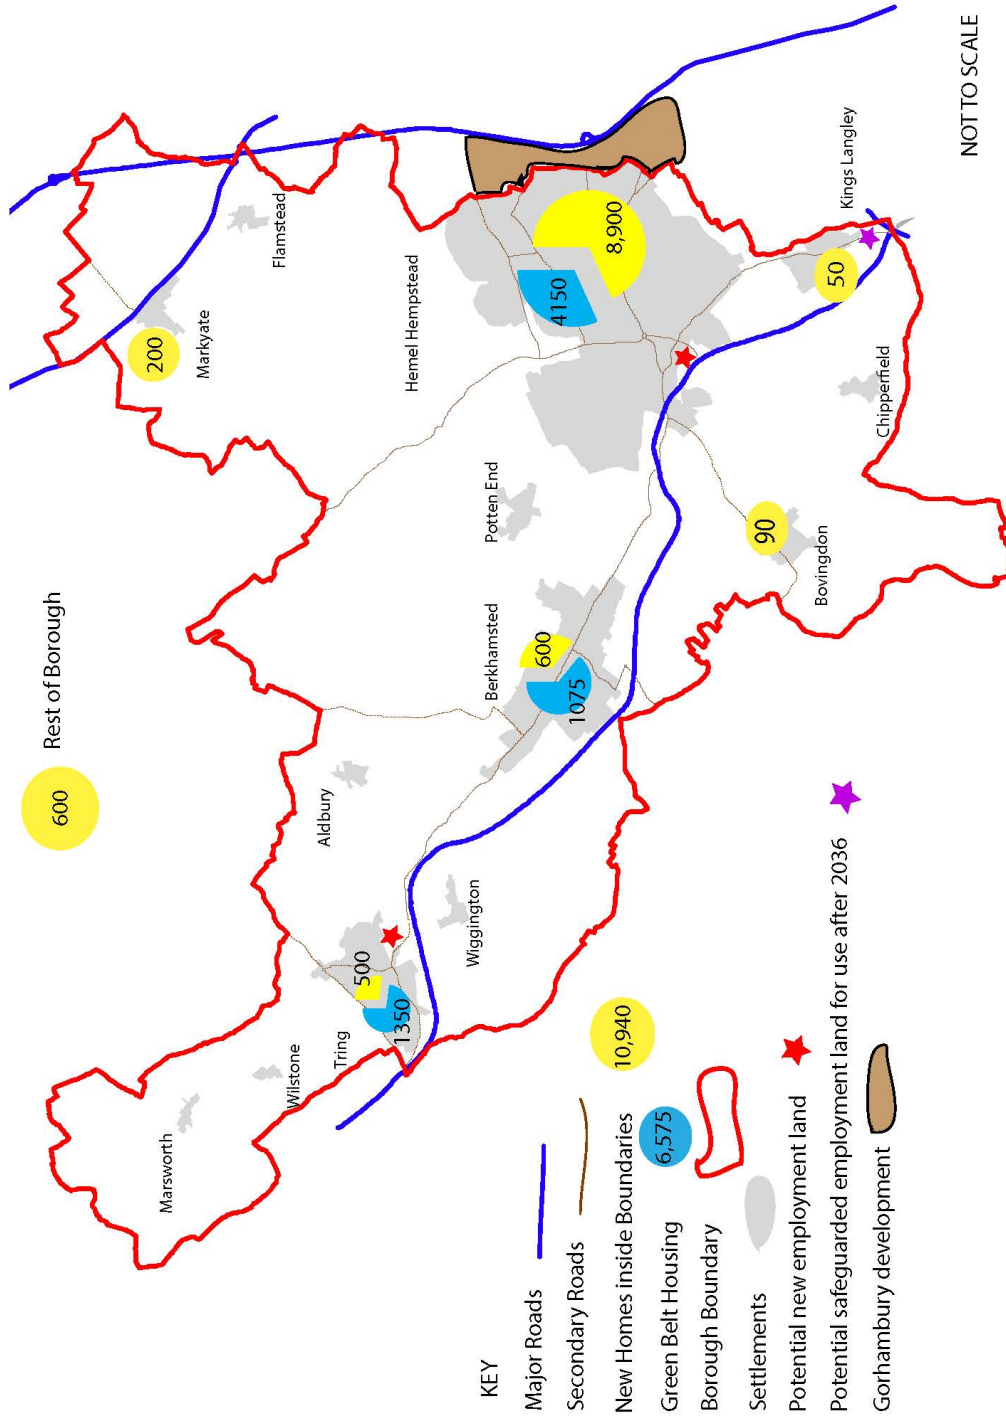 600
Rest of Borough
Markyate
200
Flamstead
Hemel Hempstead
4150
8,900
Kings Langley
50
Chipperfield
Potten End
Berkhamsted
600
1075
90
Bovingdon
Aldbury
Marsworth
Wilstone
Tring
500
1350
Wiggington
KEY
Major Roads
Secondary Roads
New Homes inside Boundaries
10,940
Green Belt Housing
6,575
Borough Boundary
Settlements
Potential new employment land
Potential safeguarded employment land for use after 2036
Gorhambury development
NOT TO SCALE